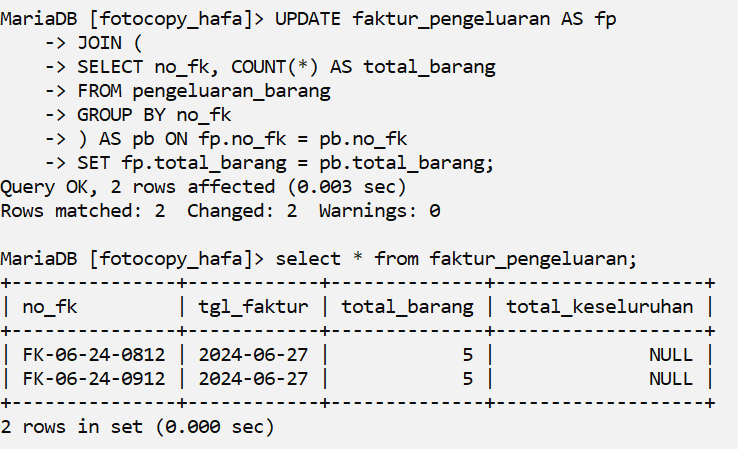 MariaDB [fotocopy_hafa]> UPDATE faktur_pengeluaran AS fp
    -> JOIN (
    -> SELECT no_fk, COUNT(*) AS total_barang
    -> FROM pengeluaran_barang
    -> GROUP BY no_fk
    -> ) AS pb ON fp.no_fk = pb.no_fk
    -> SET fp.total_barang = pb.total_barang;
Query OK, 2 rows affected (0.003 sec)
Rows matched: 2  Changed: 2  Warnings: 0

MariaDB [fotocopy_hafa]> select * from faktur_pengeluaran;
+---------------+------------+--------------+-------------------+
| no_fk         | tgl_faktur | total_barang | total_keseluruhan |
+---------------+------------+--------------+-------------------+
| FK-06-24-0812 | 2024-06-27 |            5 |              NULL |
| FK-06-24-0912 | 2024-06-27 |            5 |              NULL |
+---------------+------------+--------------+-------------------+
2 rows in set (0.000 sec)